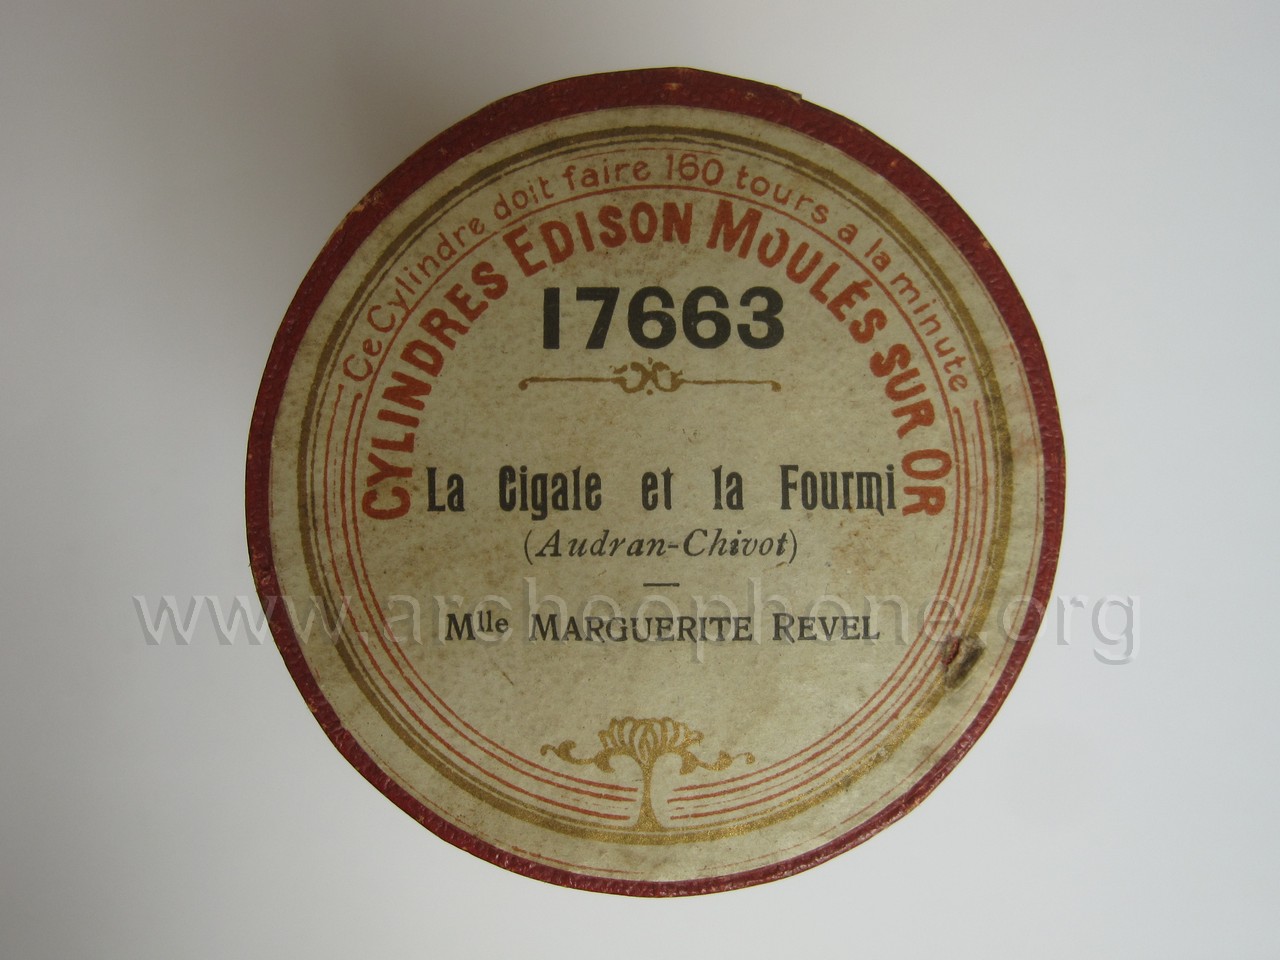 Ce Cylindre doit faire 160 tours a la minute
CYLINDRES EDISON MOULÉS SUR OR
17663
La Cigale et la Fourmi
(Audran-Chivot)
www.archeophone.org
Mlle MARGUERITE REVEL